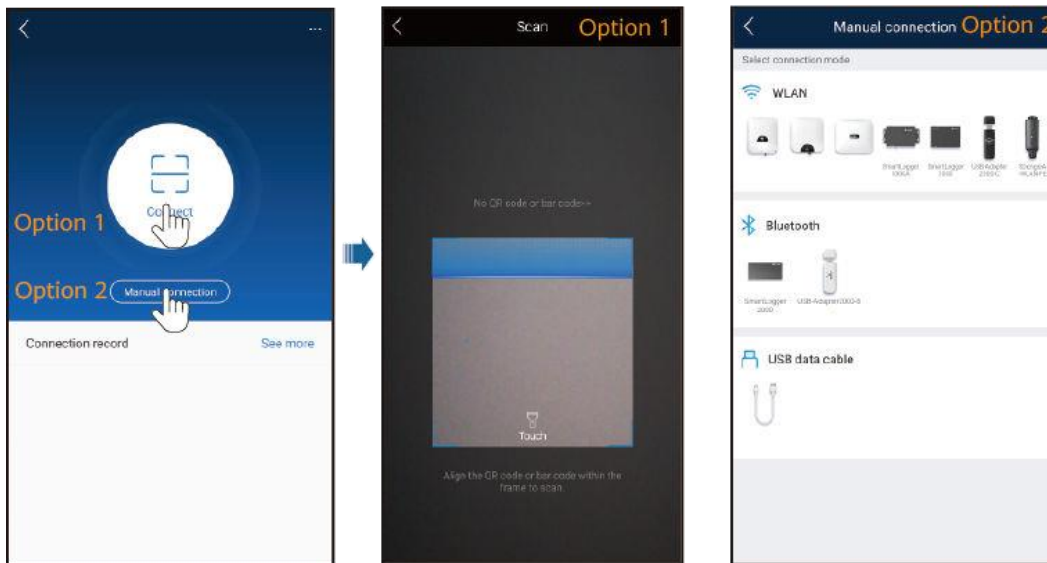 ...
Connect
Option 1
Option 2
Manual connection
Connection record
See more
Scan
Option 1
No QR code or bar code>>
Touch
Align the QR code or bar code within the
frame to scan.
Manual connection Option 2
Select connection mode
WLAN
SmartLogger
SmartLogger
USB-Adapter
Bluetooth
SmartLogger
2000
USB-Adapter2000-B
USB data cable